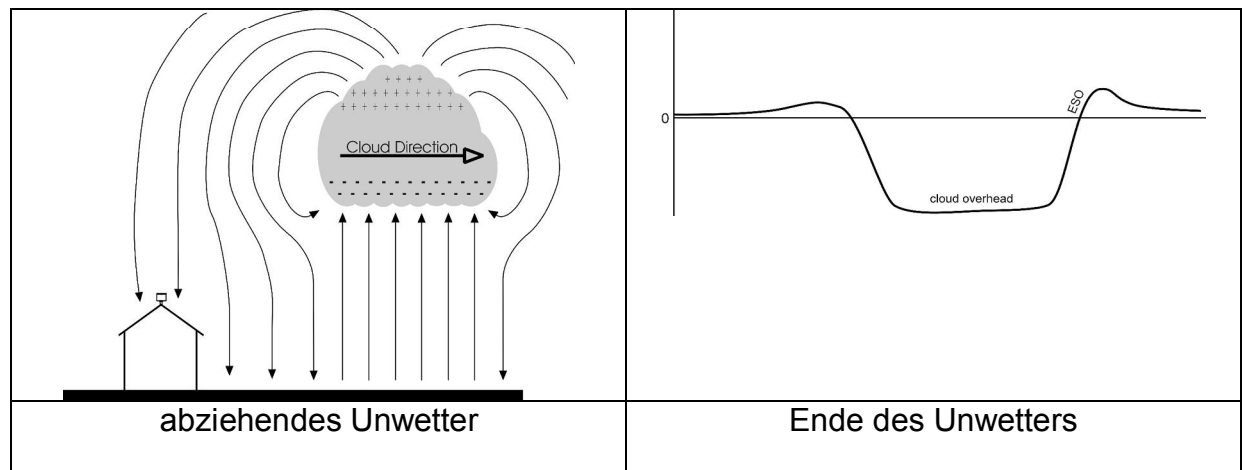 Cloud Direction
abziehendes Unwetter
0
ESO
cloud overhead
Ende des Unwetters